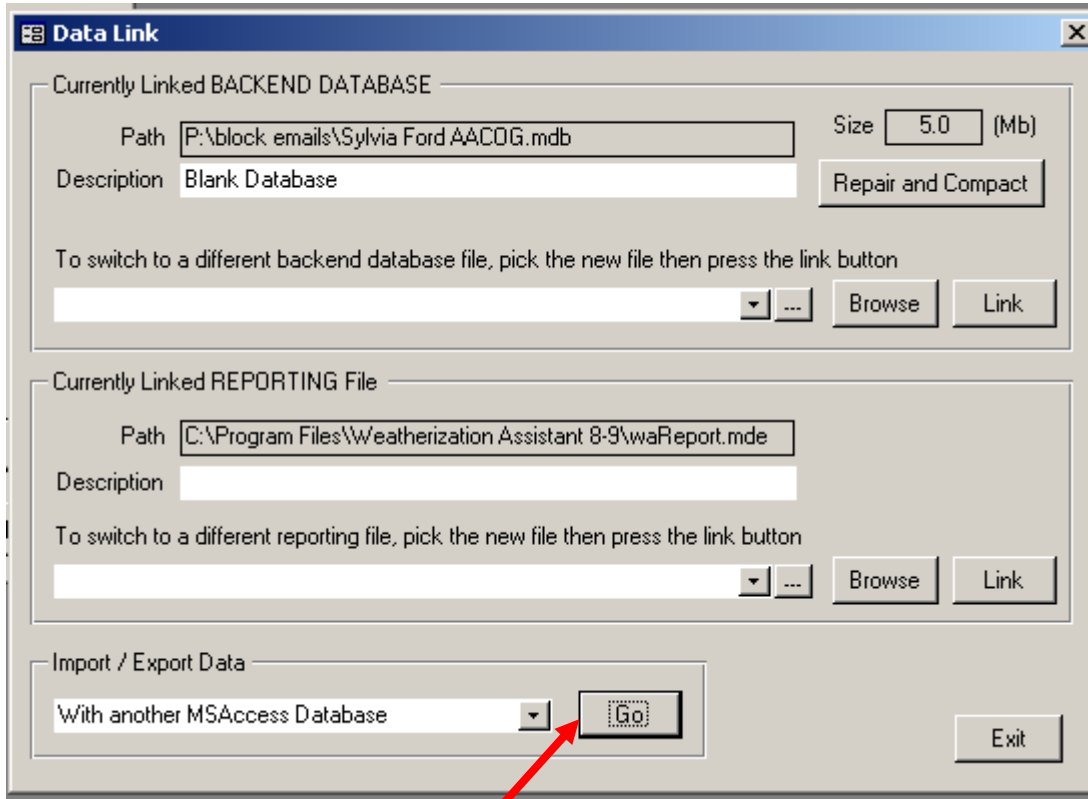 Data Link
Currently Linked BACKEND DATABASE
Path P:\block emails\Sylvia Ford AACOG.mdb Size 5.0 (Mb)
Description Blank Database Repair and Compact
To switch to a different backend database file, pick the new file then press the link button
... Browse Link
Currently Linked REPORTING File
Path C:\Program Files\Weatherization Assistant 8-9\waReport.mde
Description
To switch to a different reporting file, pick the new file then press the link button
... Browse Link
Import / Export Data
With another MSAccess Database Go
Exit